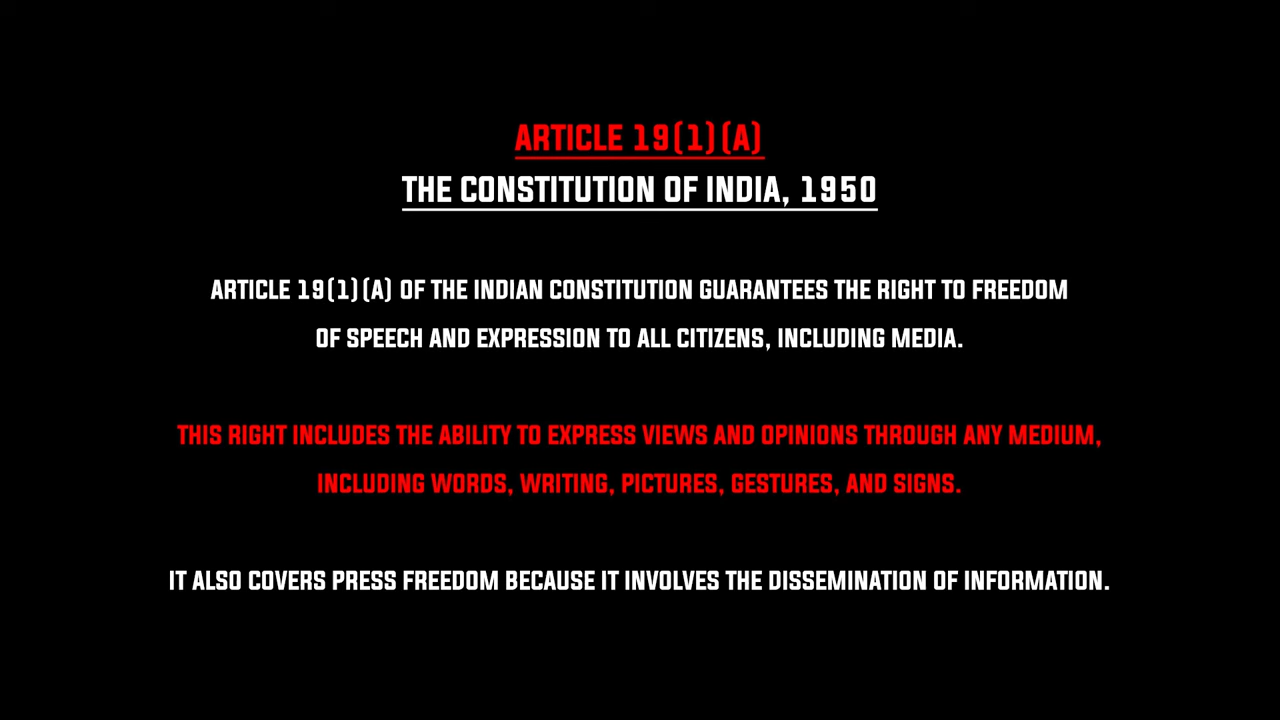 ARTICLE 19(1)(A)
THE CONSTITUTION OF INDIA, 1950
ARTICLE 19(1)(A) OF THE INDIAN CONSTITUTION GUARANTEES THE RIGHT TO FREEDOM
OF SPEECH AND EXPRESSION TO ALL CITIZENS, INCLUDING MEDIA.
THIS RIGHT INCLUDES THE ABILITY TO EXPRESS VIEWS AND OPINIONS THROUGH ANY MEDIUM,
INCLUDING WORDS, WRITING, PICTURES, GESTURES, AND SIGNS.
IT ALSO COVERS PRESS FREEDOM BECAUSE IT INVOLVES THE DISSEMINATION OF INFORMATION.